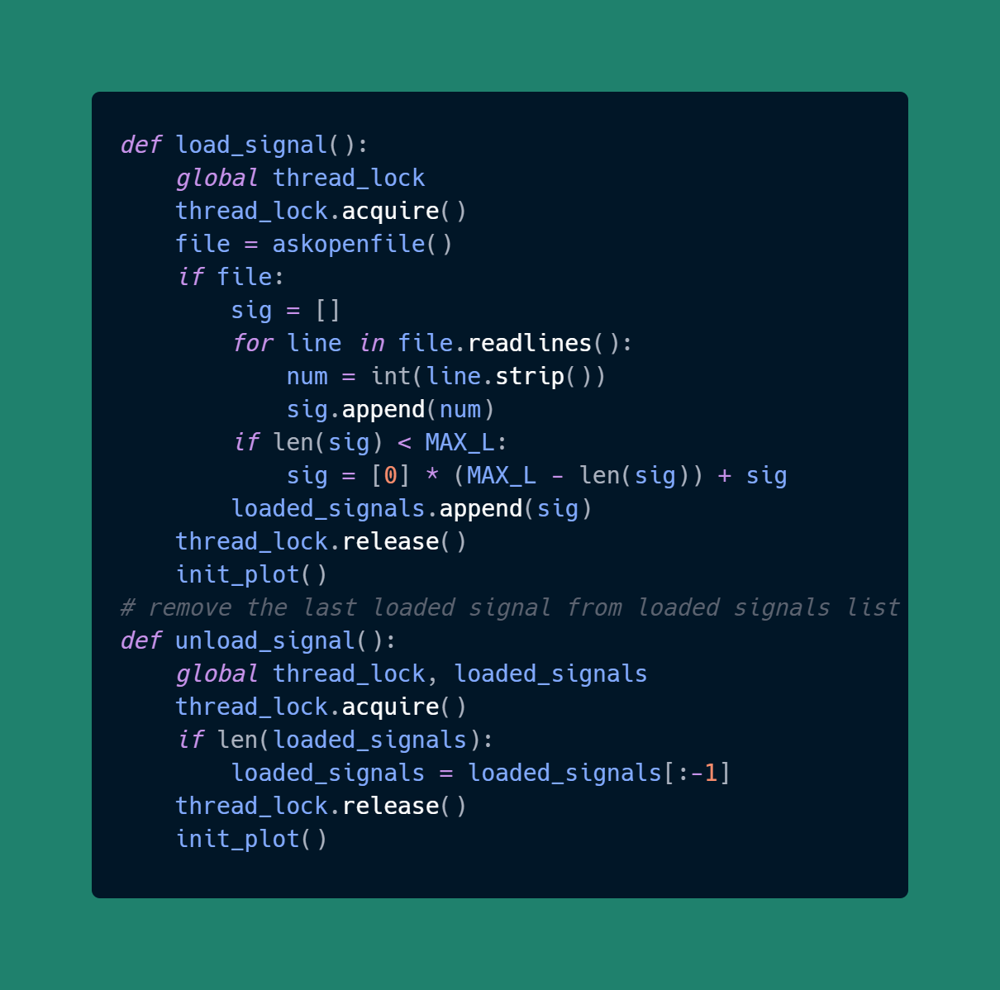 def load_signal():
    global thread_lock
    thread_lock.acquire()
    file = askopenfile()
    if file:
        sig = []
        for line in file.readlines():
            num = int(line.strip())
            sig.append(num)
        if len(sig) < MAX_L:
            sig = [0] * (MAX_L - len(sig)) + sig
        loaded_signals.append(sig)
    thread_lock.release()
    init_plot()
# remove the last loaded signal from loaded signals list
def unload_signal():
    global thread_lock, loaded_signals
    thread_lock.acquire()
    if len(loaded_signals):
        loaded_signals = loaded_signals[:-1]
    thread_lock.release()
    init_plot()